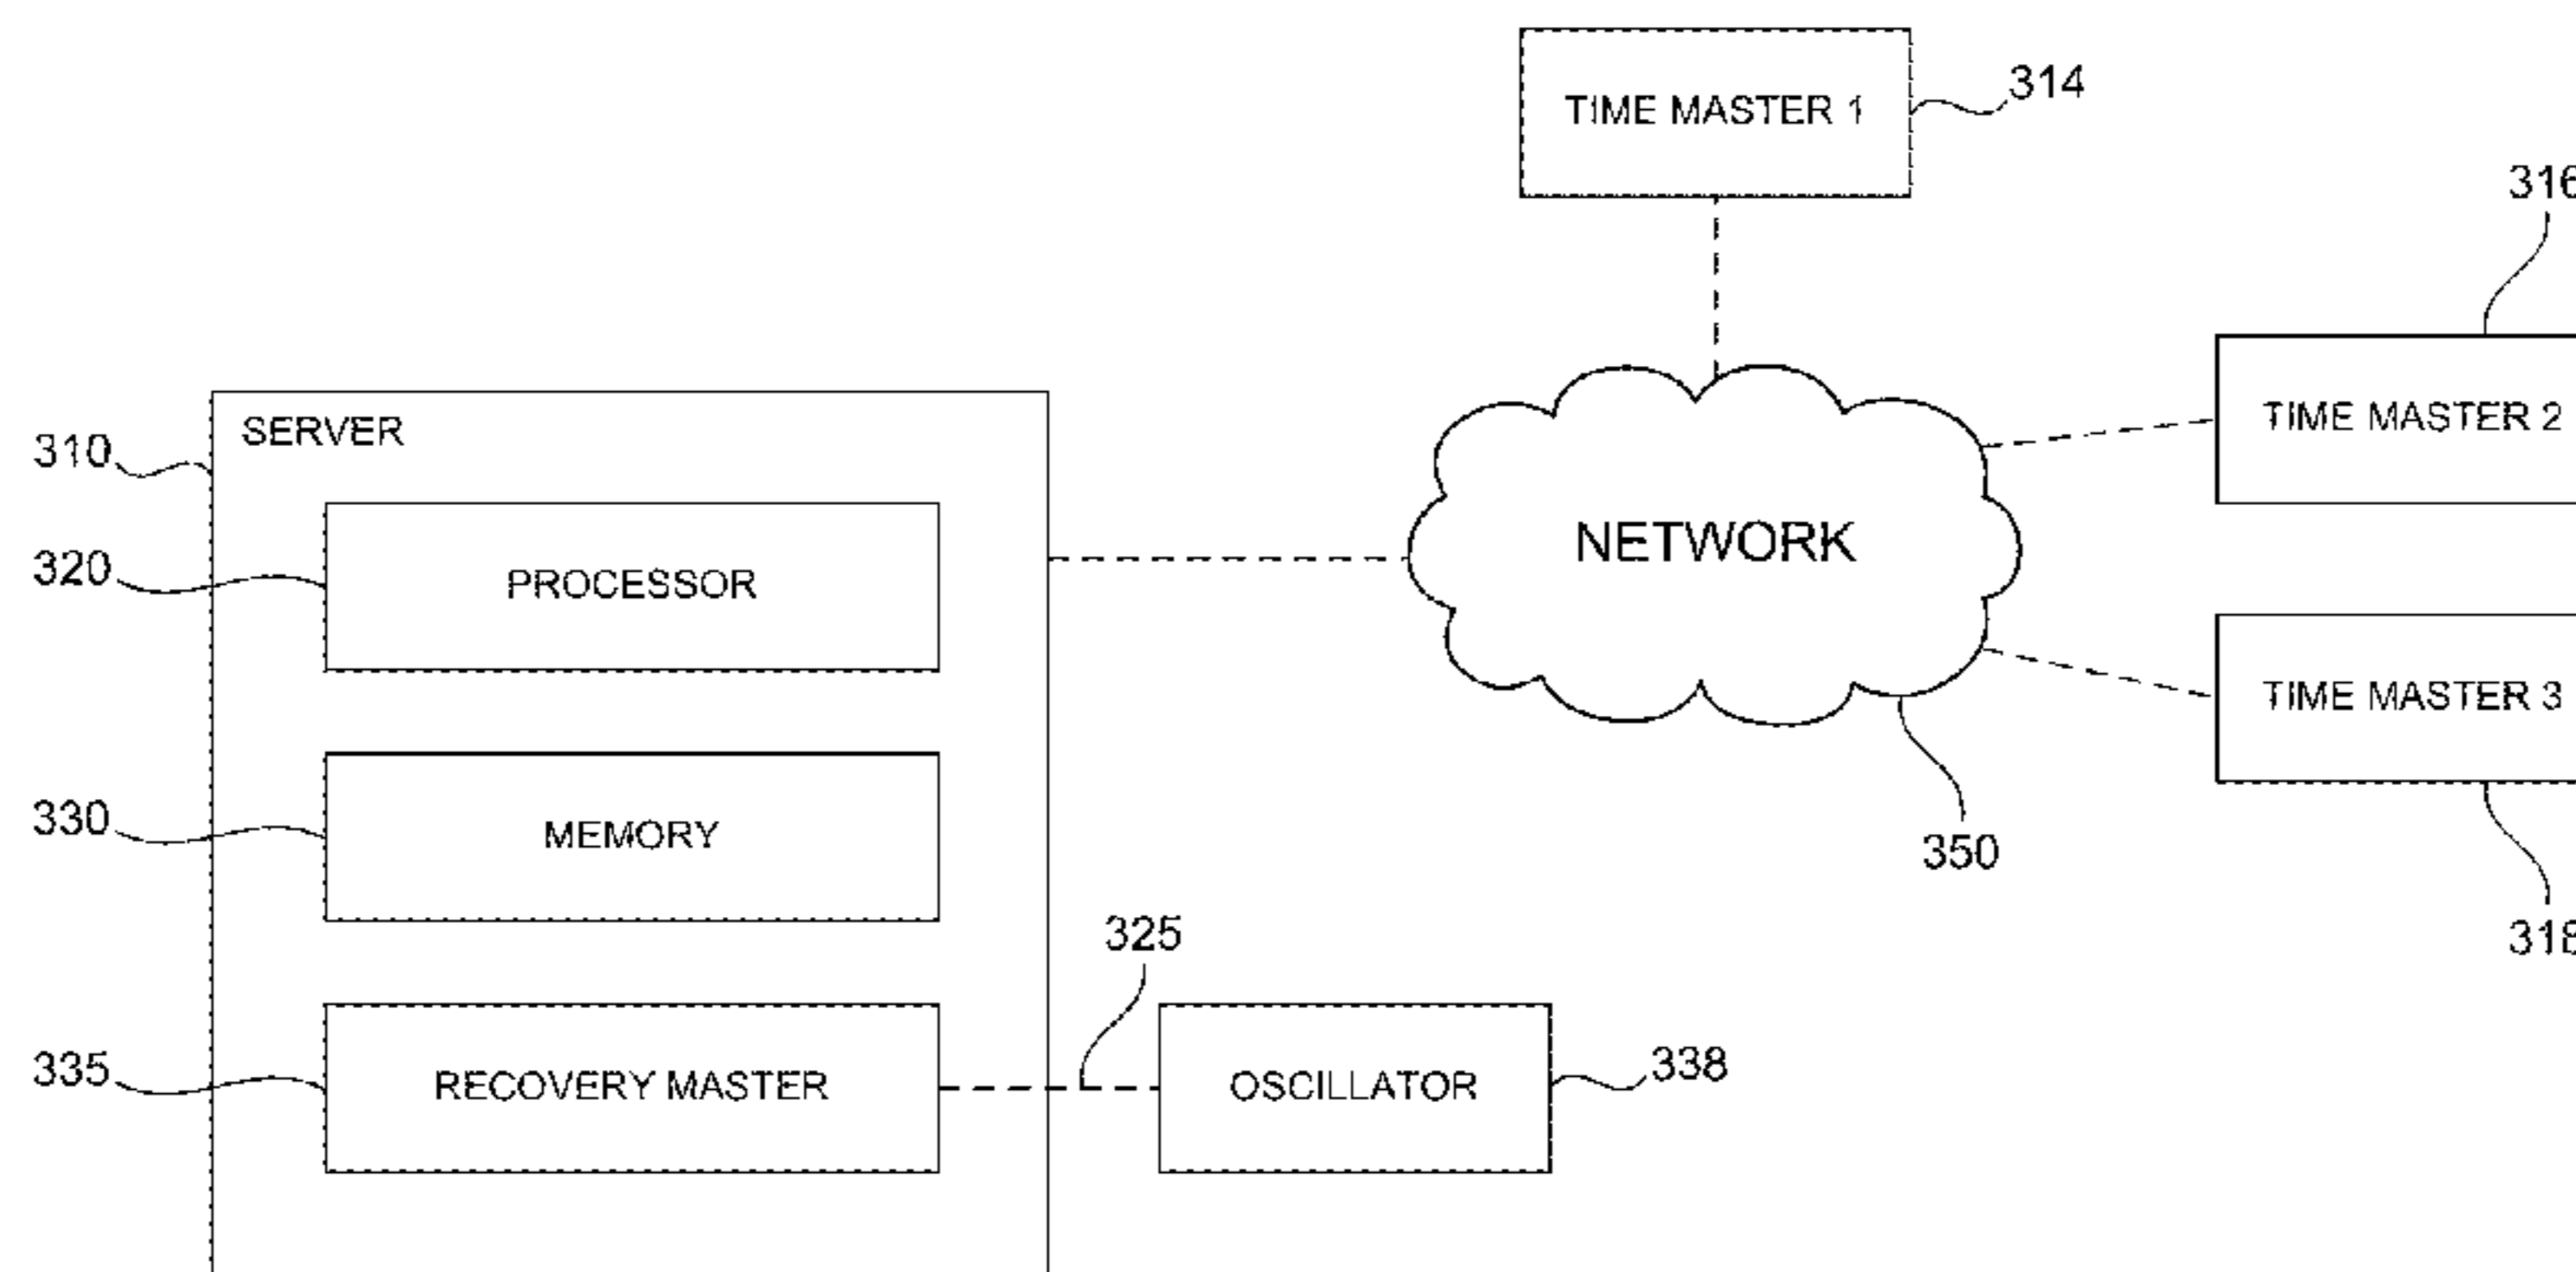 TIME MASTER 1
314
316
SERVER
310
TIME MASTER 2
NETWORK
320
PROCESSOR
TIME MASTER 3
330
MEMORY
350
325
318
335
RECOVERY MASTER
OSCILLATOR
338